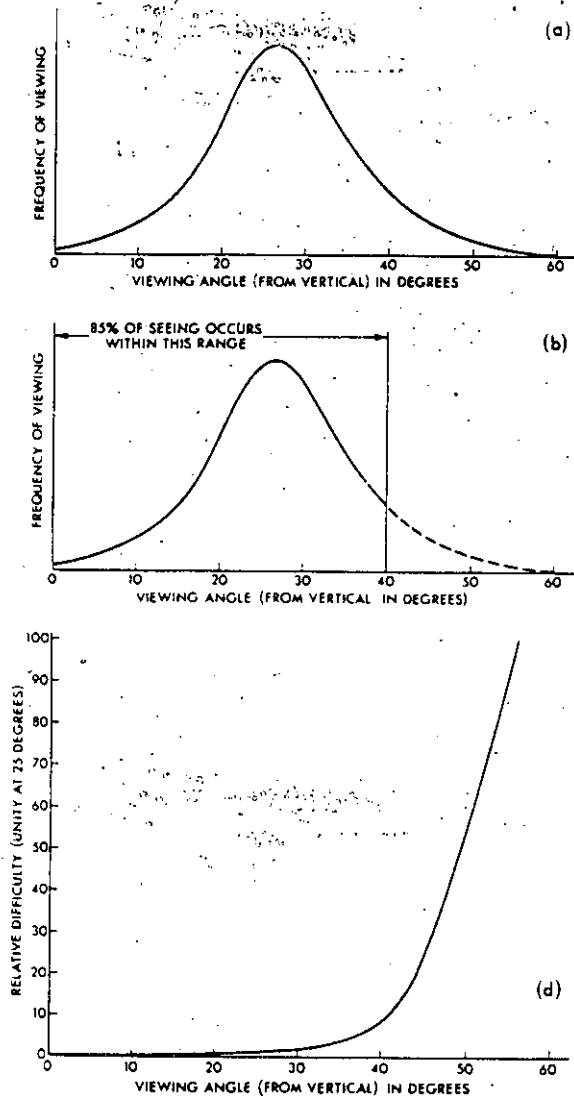 (a)
FREQUENCY OF VIEWING
0 10 20 30 40 50 60
VIEWING ANGLE (FROM VERTICAL) IN DEGREES
85% OF SEEING OCCURS
WITHIN THIS RANGE
(b)
FREQUENCY OF VIEWING
0 10 20 30 40 50 60
VIEWING ANGLE (FROM VERTICAL IN DEGREES)
100
90
80
70
60
50
40
30
20
10
0
RELATIVE DIFFICULTY (UNITY AT 25 DEGREES)
(d)
20 30 40 50 60
VIEWING ANGLE (FROM VERTICAL) IN DEGREES